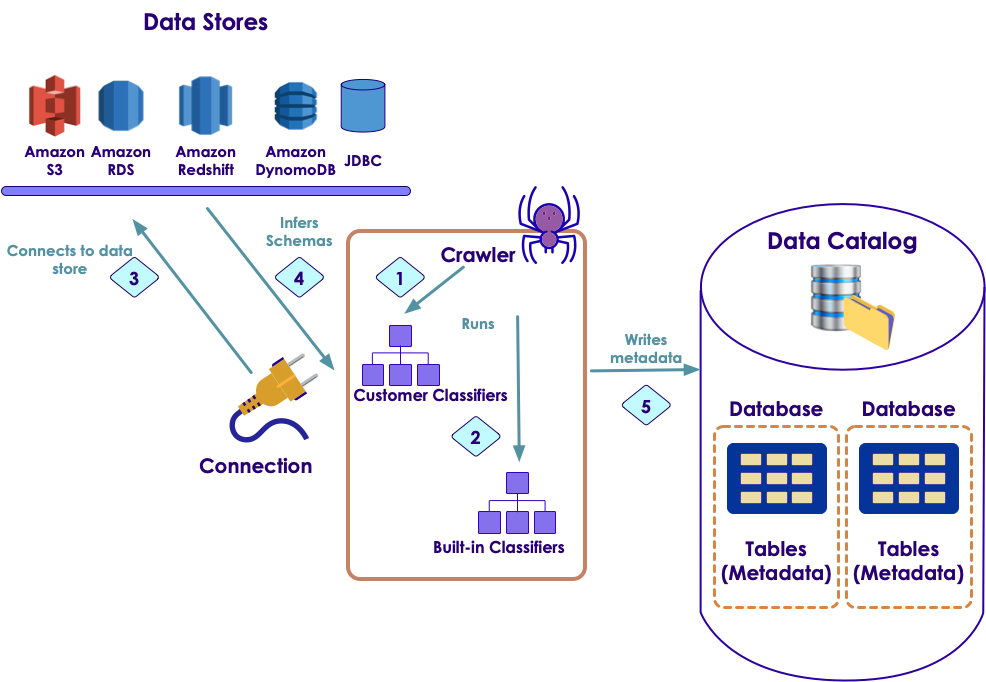 Data Stores
Amazon
S3
Amazon
RDS
Amazon
Redshift
Amazon
DynomoDB
JDBC
Connects to data
store
3
Infers
Schemas
4
Connection
Crawler
1
Runs
Customer Classifiers
2
Built-in Classifiers
Writes
metadata
5
Data Catalog
Database
Tables
(Metadata)
Database
Tables
(Metadata)